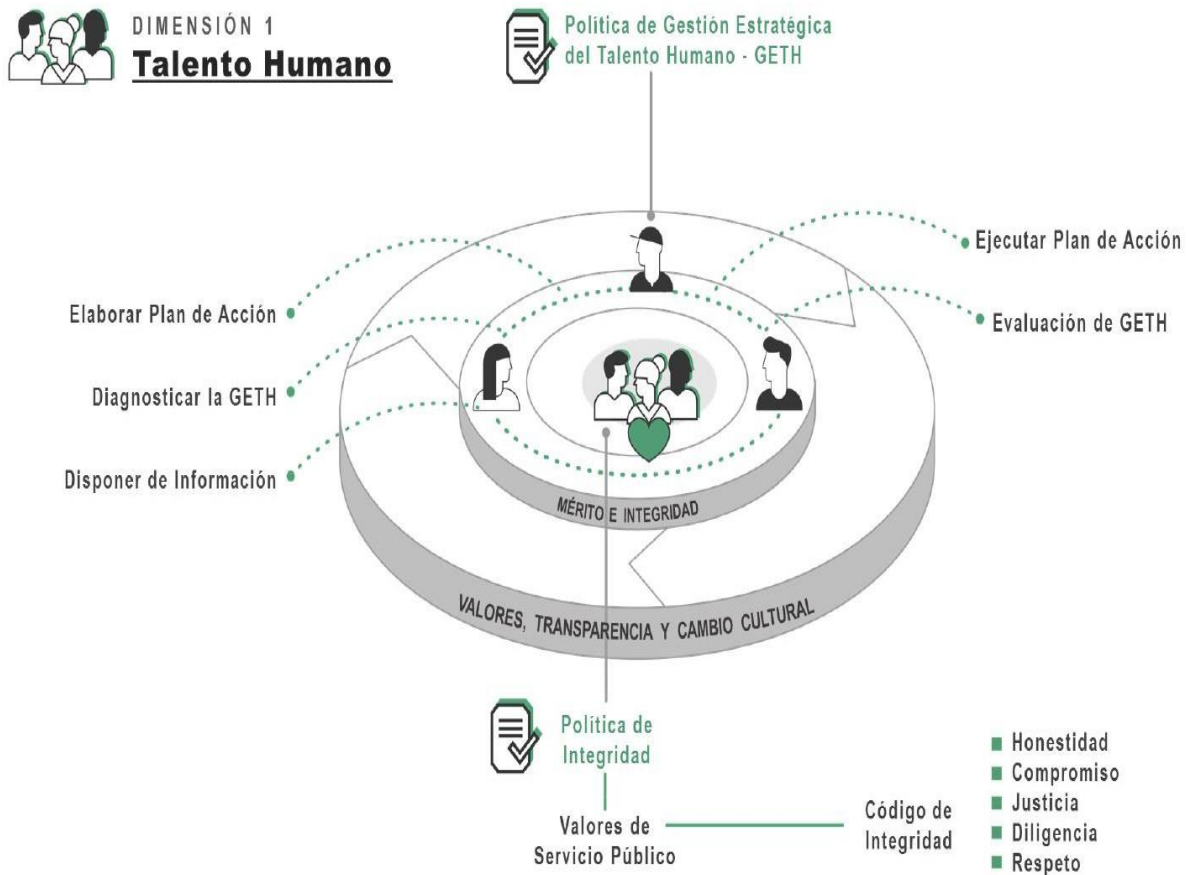 DIMENSIÓN 1
Talento Humano
Política de Gestión Estratégica
del Talento Humano - GETH
Ejecutar Plan de Acción
Elaborar Plan de Acción
Evaluación de GETH
Diagnosticar la GETH
Disponer de Información
MÉRITO E INTEGRIDAD
VALORES, TRANSPARENCIA Y CAMBIO CULTURAL
Política de
Integridad
Valores de
Servicio Público
Código de
Integridad
Honestidad
Compromiso
Justicia
Diligencia
Respeto